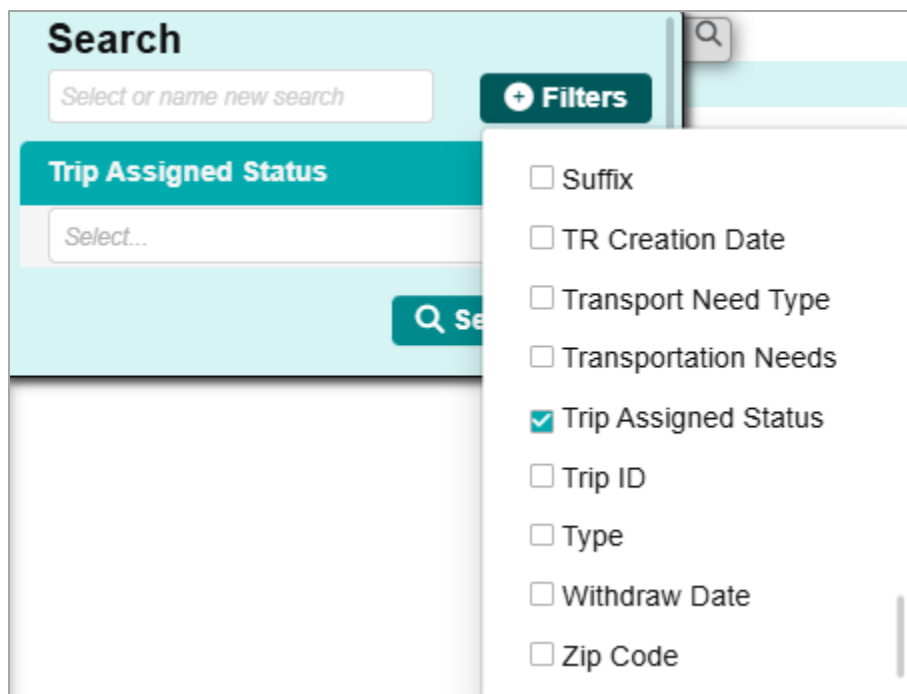 Search
Select or name new search
Filters
Trip Assigned Status
Select...
Se
Suffix
TR Creation Date
Transport Need Type
Transportation Needs
Trip Assigned Status
Trip ID
Type
Withdraw Date
Zip Code